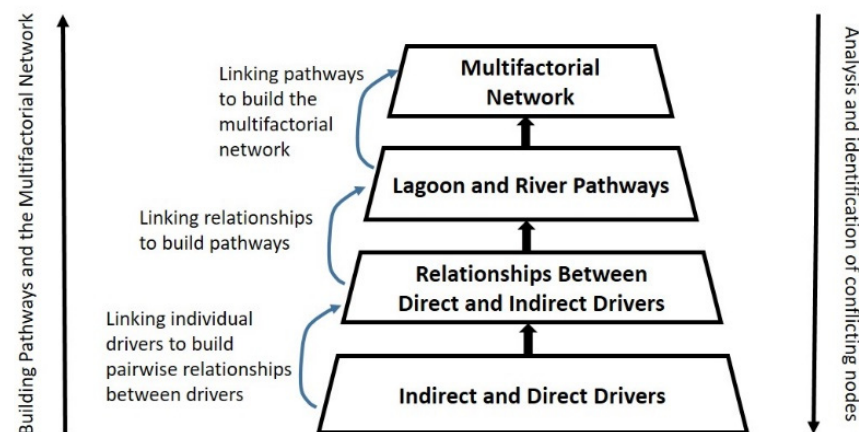 Building Pathways and the Multifactorial Network
Analysis and identification of conflicting nodes
Linking pathways
to build the
multifactorial
network
Multifactorial
Network
Lagoon and River Pathways
Linking relationships
to build pathways
Relationships Between
Direct and Indirect Drivers
Linking individual
drivers to build
pairwise relationships
between drivers
Indirect and Direct Drivers